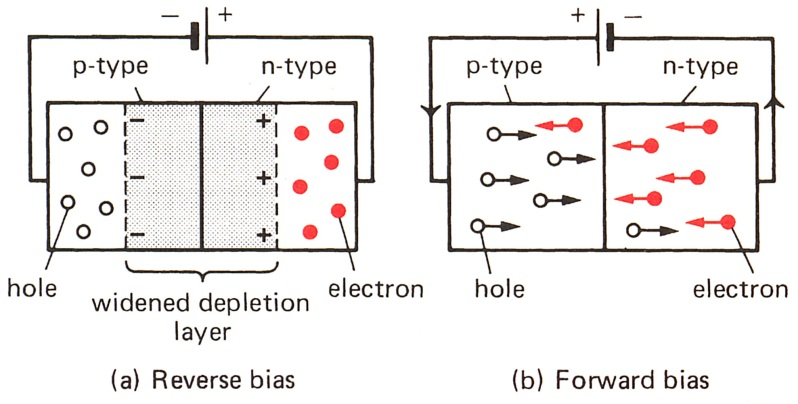 − +
p-type n-type
− +
− +
− +
hole electron
widened depletion
layer
(a) Reverse bias
+ −
p-type n-type
hole electron
(b) Forward bias